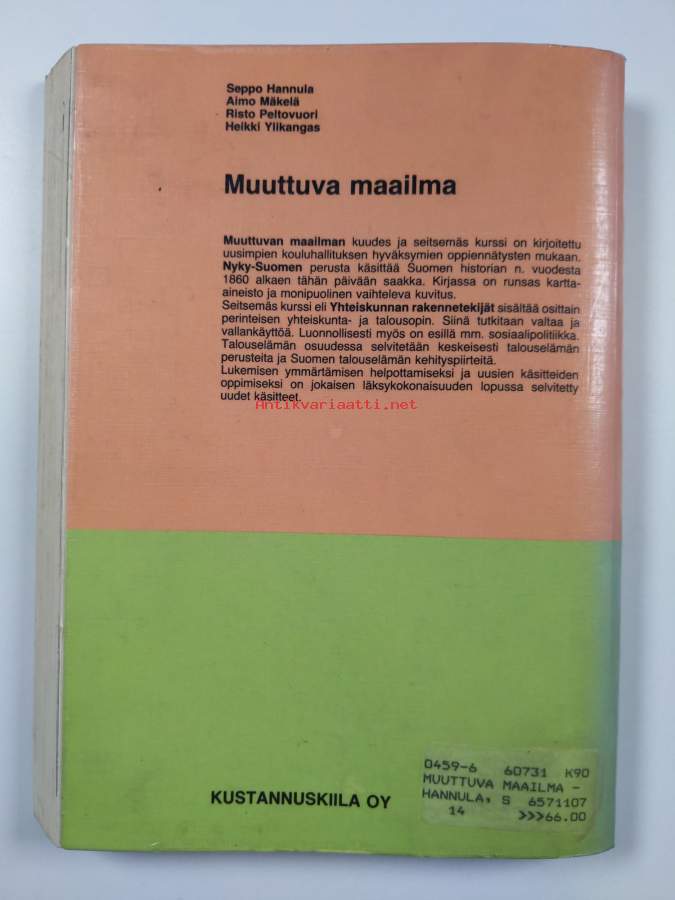 Seppo Hannula
Aimo Mäkelä
Risto Peltovuori
Heikki Ylikangas
Muuttuva maailma
Muuttuvan maailman kuudes ja seitsemäs kurssi on kirjoitettu
uusimpien kouluhallituksen hyväksymien oppiennätysten mukaan.
Nyky-Suomen perusta käsittää Suomen historian n. vuodesta
1860 alkaen tähän päivään saakka. Kirjassa on runsas kartta-
aineisto ja monipuolinen vaihteleva kuvitus.
Seitsemäs kurssi eli Yhteiskunnan rakennetekijät sisältää osittain
perinteisen yhteiskunta- ja talousopin. Siinä tutkitaan valtaa ja
vallankäyttöä. Luonnollisesti myös on esillä mm. sosiaalipolitiikka.
Talouselämän osuudessa selvitetään keskeisesti talouselämän
perusteita ja Suomen talouselämän kehityspiirteitä.
Lukemisen ymmärtämisen helpottamiseksi ja uusien käsitteiden
oppimiseksi on jokaisen läksykokonaisuuden lopussa selvitetty
uudet käsitteet.
Antikvariaatti.net
KUSTANNUSKIILA OY
0459-6 60731 K90
MUUTTUVA MAAILMA -
HANNULA, S 6571107
14 >>>66.00